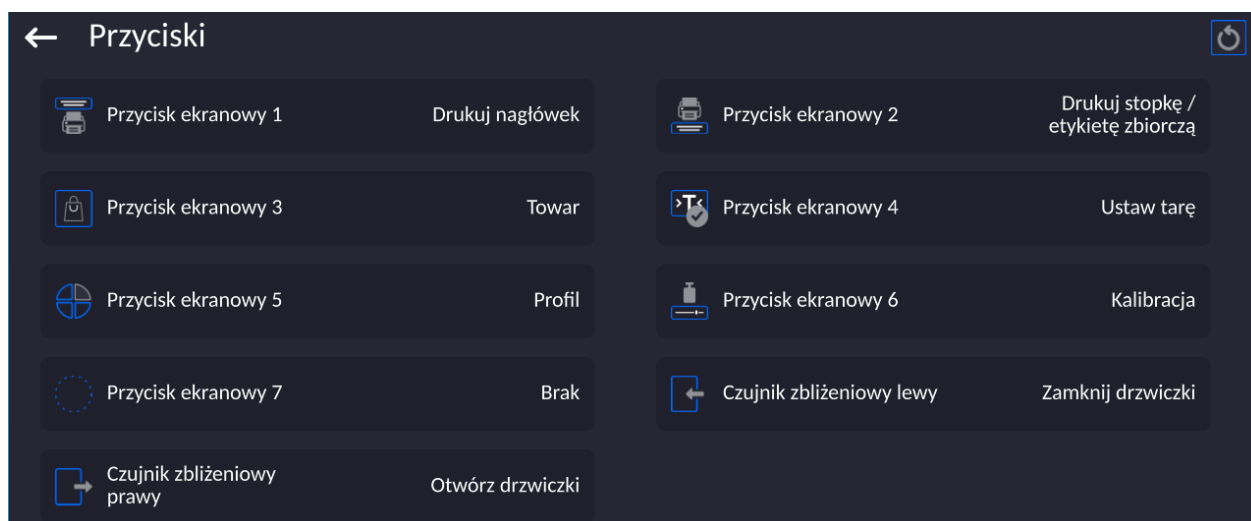 Przyciski
Przycisk ekranowy 1 Drukuj nagłówek
Przycisk ekranowy 2 Drukuj stopkę /
etykietę zbiorczą
Przycisk ekranowy 3 Towar
>T< Przycisk ekranowy 4 Ustaw tarę
Przycisk ekranowy 5 Profil
Przycisk ekranowy 6 Kalibracja
Przycisk ekranowy 7 Brak
Czujnik zbliżeniowy lewy Zamknij drzwiczki
Czujnik zbliżeniowy
prawy
Otwórz drzwiczki